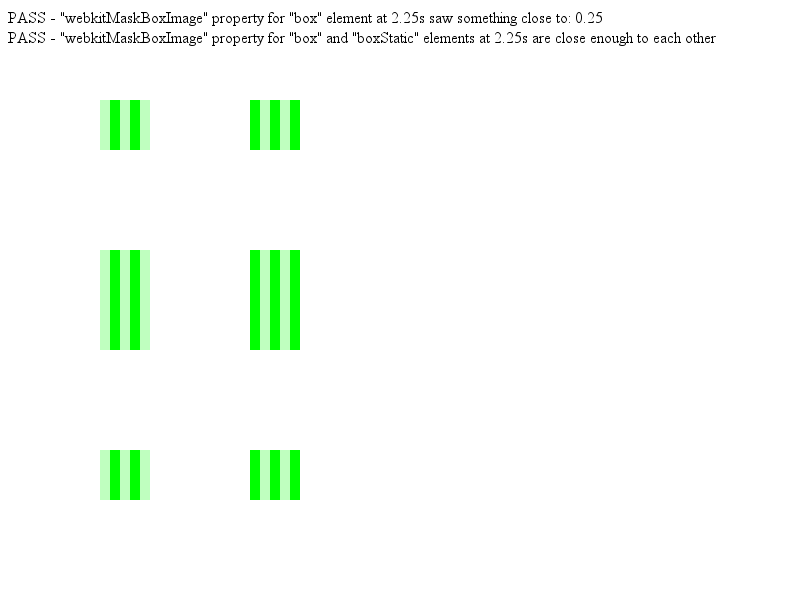 PASS - "webkitMaskBoxImage" property for "box" element at 2.25s saw something close to: 0.25
PASS - "webkitMaskBoxImage" property for "box" and "boxStatic" elements at 2.25s are close enough to each other